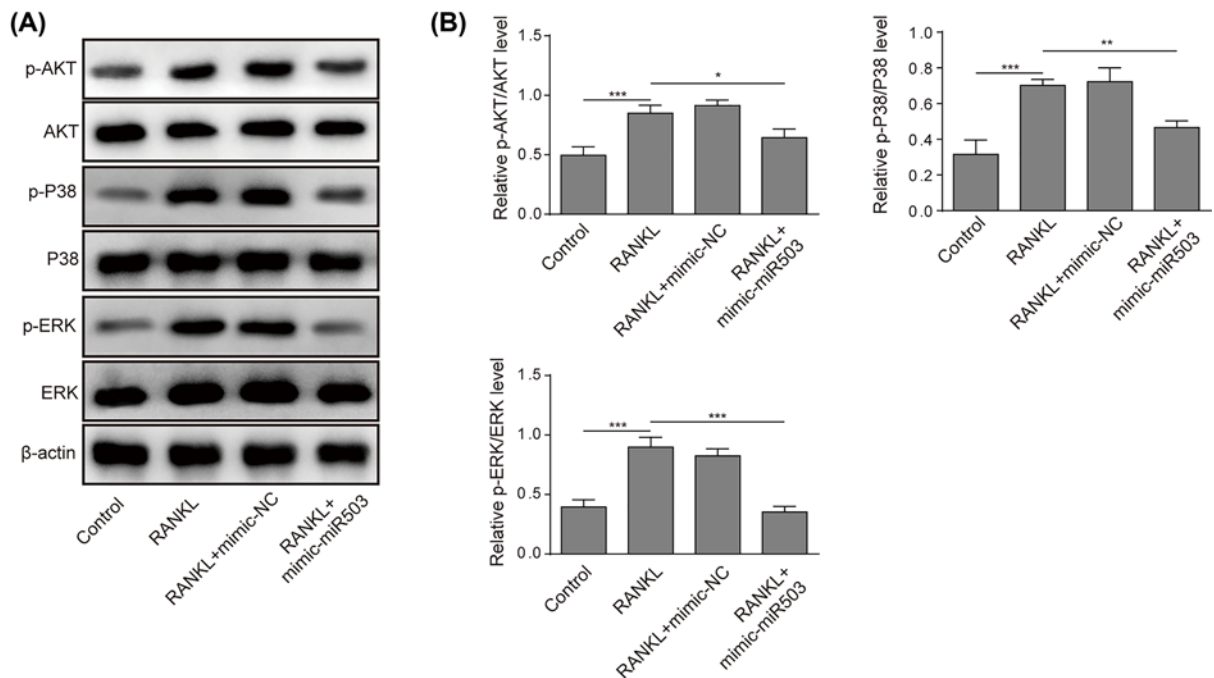 (A)
p-AKT
AKT
p-P38
P38
p-ERK
ERK
β-actin
Control
RANKL
RANKL+mimic-NC
RANKL+
mimic-miR503
(B)
Relative p-AKT/AKT level
1.5
1.0
0.5
0.0
***
*
Control
RANKL
RANKL+mimic-NC
RANKL+
mimic-miR503
Relative p-P38/P38 level
1.0
0.8
0.6
0.4
0.2
0.0
***
**
Control
RANKL
RANKL+mimic-NC
RANKL+
mimic-miR503
Relative p-ERK/ERK level
1.5
1.0
0.5
0.0
***
***
Control
RANKL
RANKL+mimic-NC
RANKL+
mimic-miR503